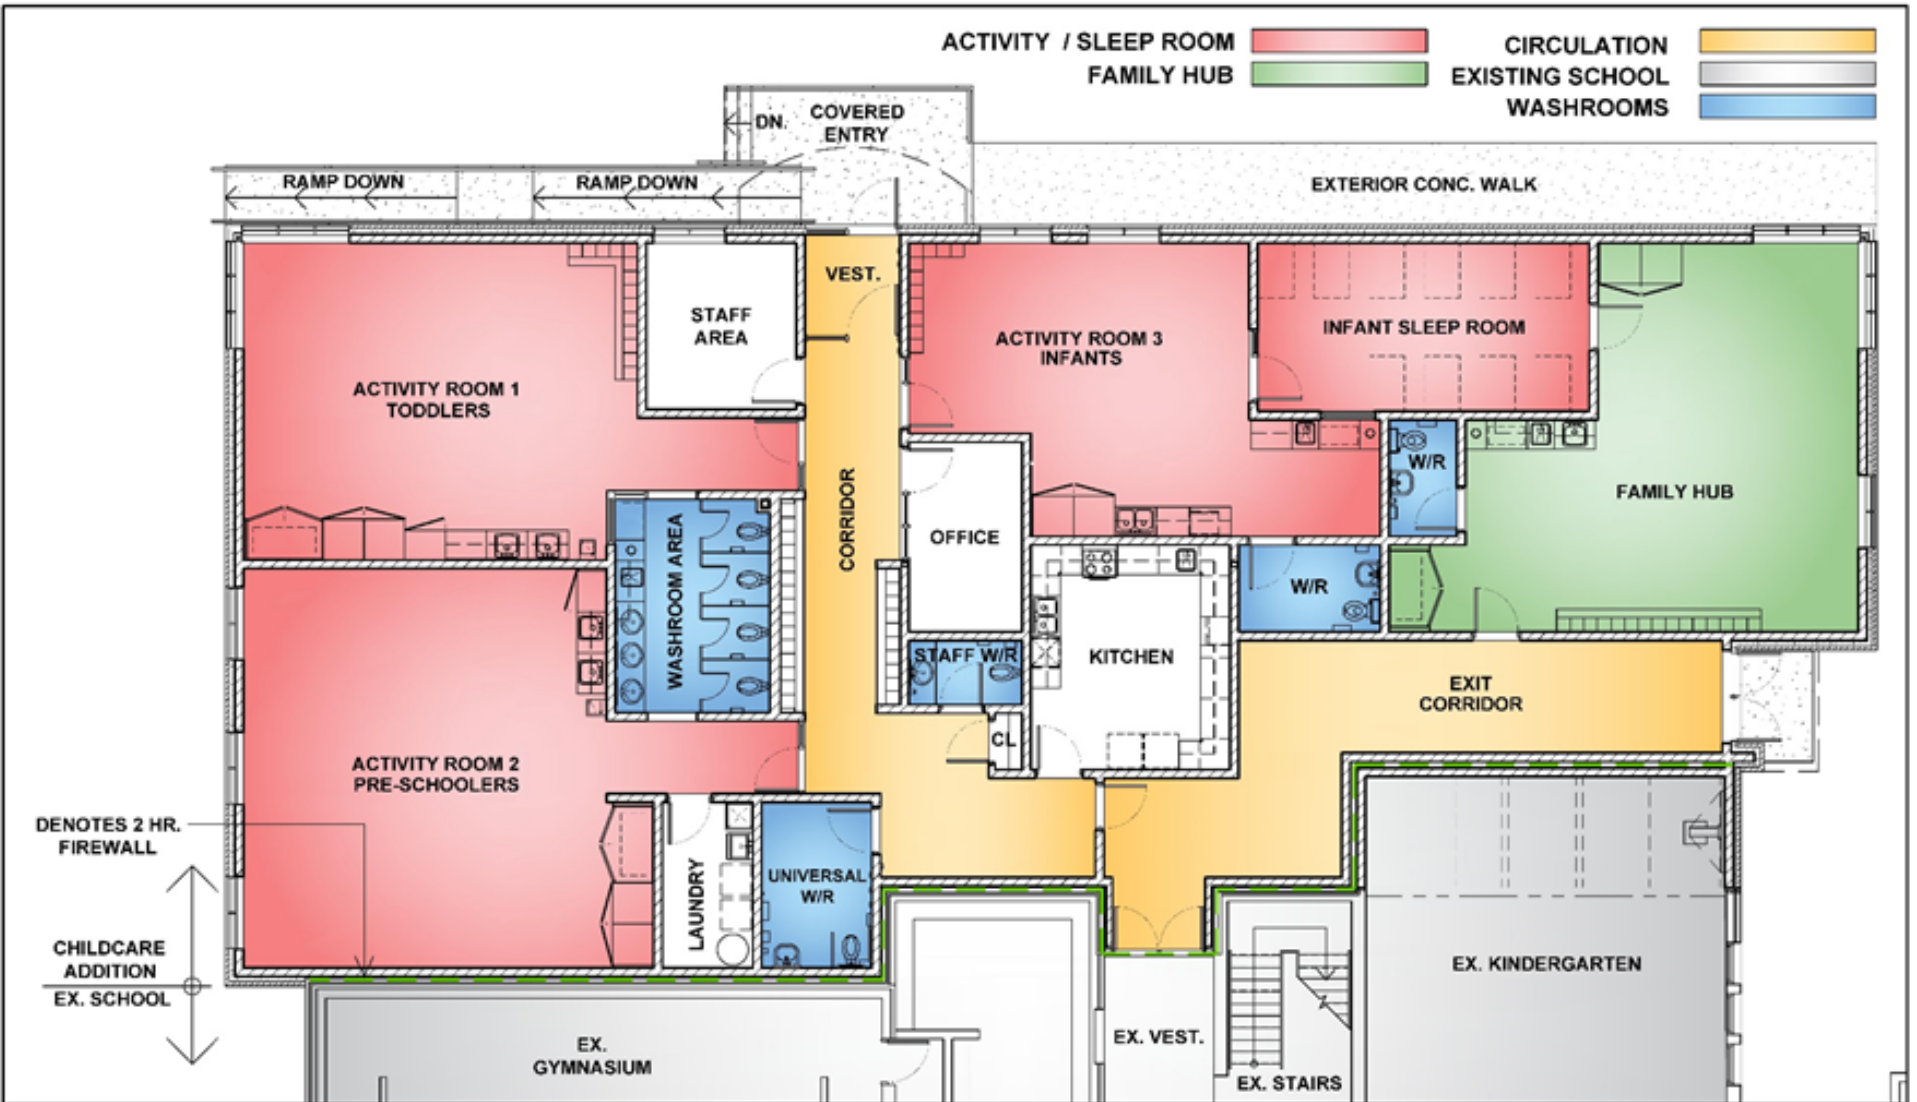 ACTIVITY / SLEEP ROOM
FAMILY HUB
CIRCULATION
EXISTING SCHOOL
WASHROOMS
DN.
COVERED
ENTRY
RAMP DOWN
RAMP DOWN
EXTERIOR CONC. WALK
VEST.
STAFF
AREA
ACTIVITY ROOM 3
INFANTS
INFANT SLEEP ROOM
ACTIVITY ROOM 1
TODDLERS
W/R
FAMILY HUB
CORRIDOR
OFFICE
WASHROOM AREA
W/R
STAFF W/R
KITCHEN
EXIT
CORRIDOR
CL
ACTIVITY ROOM 2
PRE-SCHOOLERS
DENOTES 2 HR.
FIREWALL
LAUNDRY
UNIVERSAL
W/R
CHILDCARE
ADDITION
EX. SCHOOL
EX. KINDERGARTEN
EX.
GYMNASIUM
EX. VEST.
EX. STAIRS